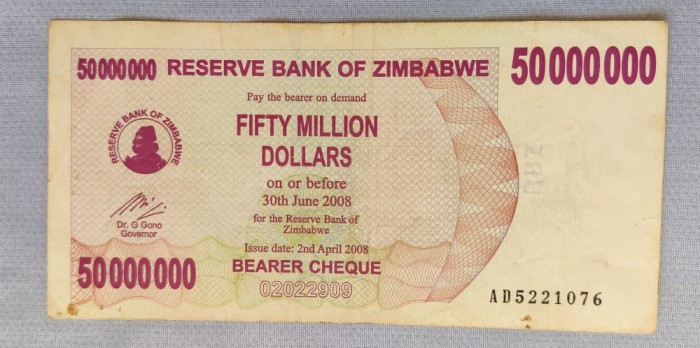 50000000 RESERVE BANK OF ZIMBABWE 50000000
Pay the bearer on demand
FIFTY MILLION
DOLLARS
on or before
30th June 2008
for the Reserve Bank of
Zimbabwe
Issue date: 2nd April 2008
BEARER CHEQUE
02022909
RESERVE BANK OF ZIMBABWE
Dr. G Gono
Governor
50000000
AD5221076
RBZ